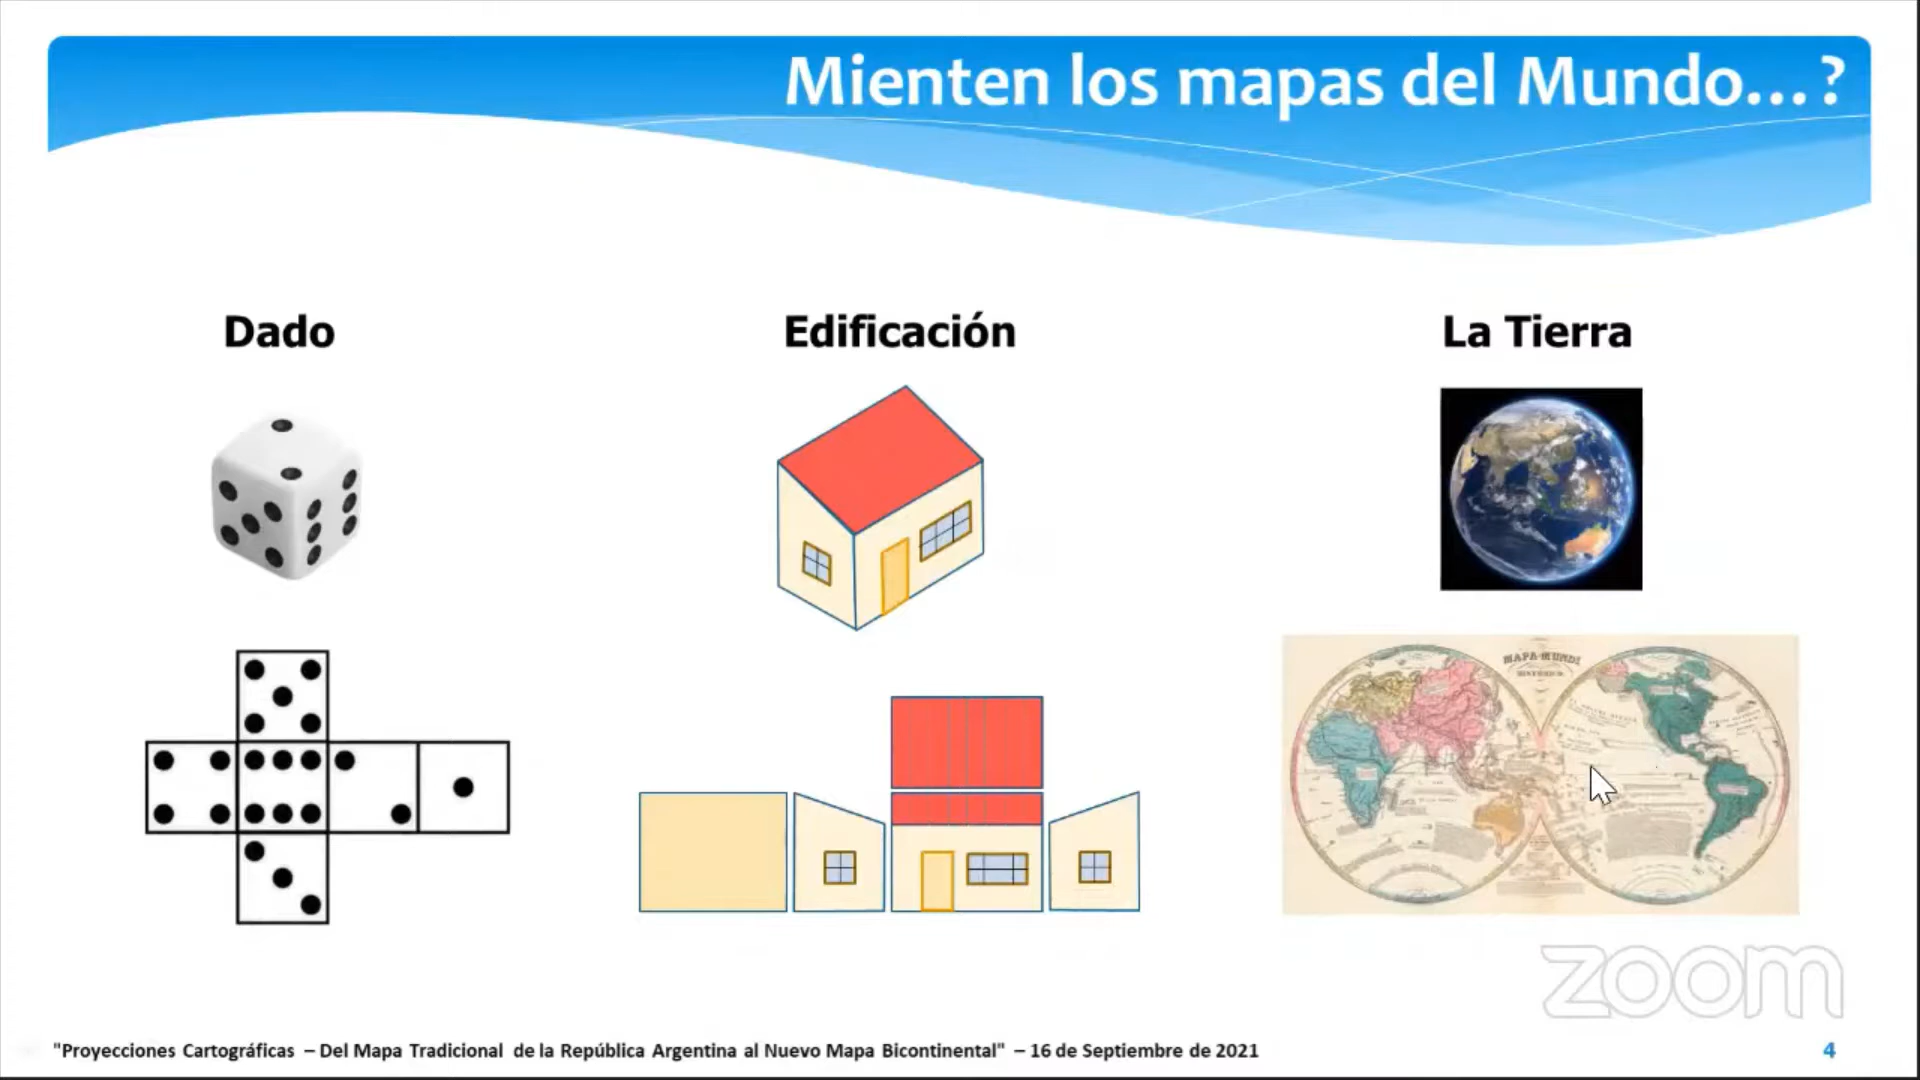 Mienten los mapas del Mundo...?
Dado
Edificación
La Tierra
MAPA-MUNDI
HISTÓRICO
zoom
"Proyecciones Cartográficas – Del Mapa Tradicional de la República Argentina al Nuevo Mapa Bicontinental" – 16 de Septiembre de 2021
4